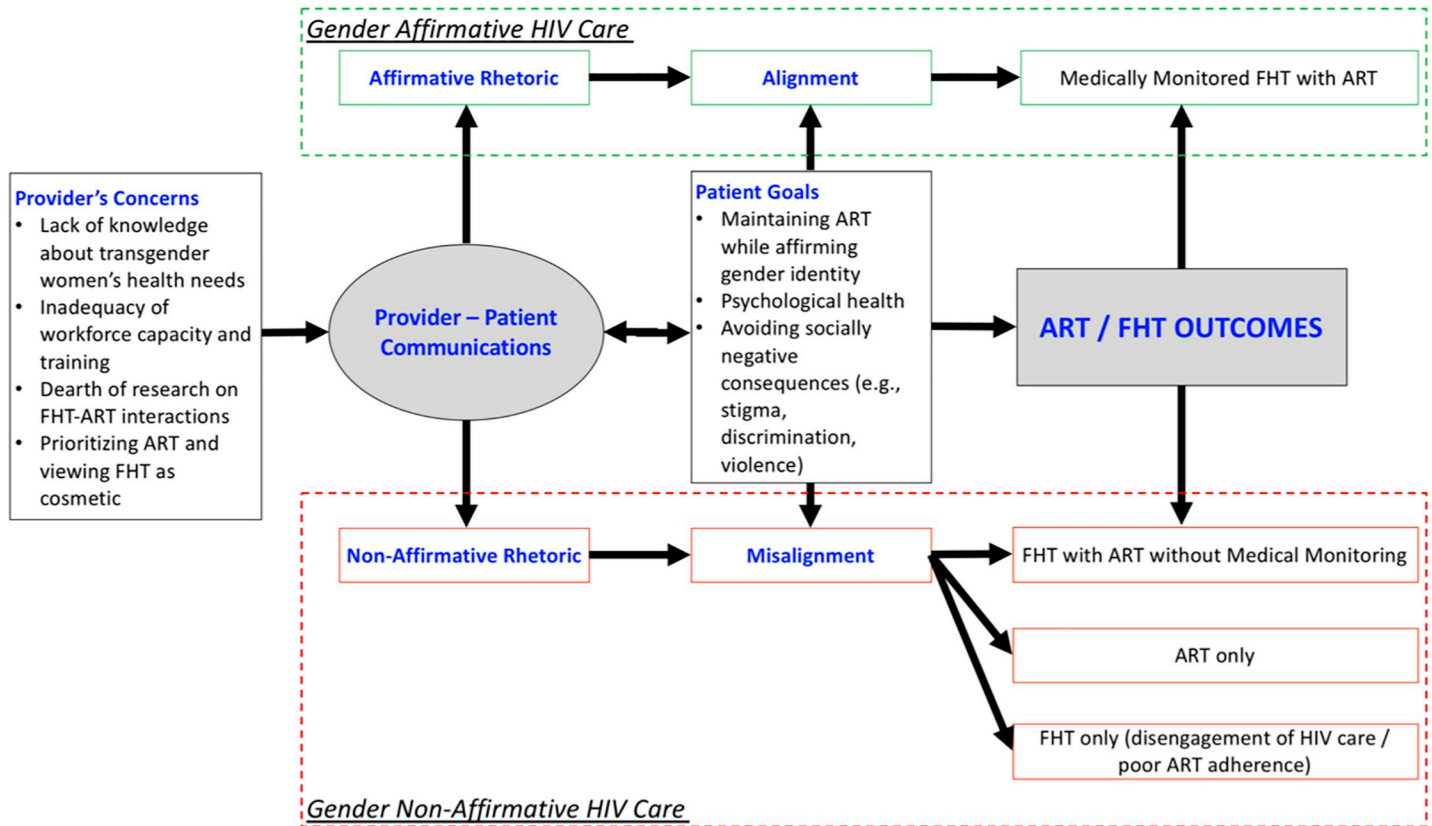 Gender Affirmative HIV Care
Affirmative Rhetoric
Alignment
Medically Monitored FHT with ART
Provider’s Concerns
• Lack of knowledge
about transgender
women’s health needs
• Inadequacy of
workforce capacity and
training
• Dearth of research on
FHT-ART interactions
• Prioritizing ART and
viewing FHT as
cosmetic
Provider – Patient
Communications
Patient Goals
• Maintaining ART
while affirming
gender identity
• Psychological health
• Avoiding socially
negative
consequences (e.g.,
stigma,
discrimination,
violence)
ART / FHT OUTCOMES
Non-Affirmative Rhetoric
Misalignment
FHT with ART without Medical Monitoring
ART only
FHT only (disengagement of HIV care /
poor ART adherence)
Gender Non-Affirmative HIV Care